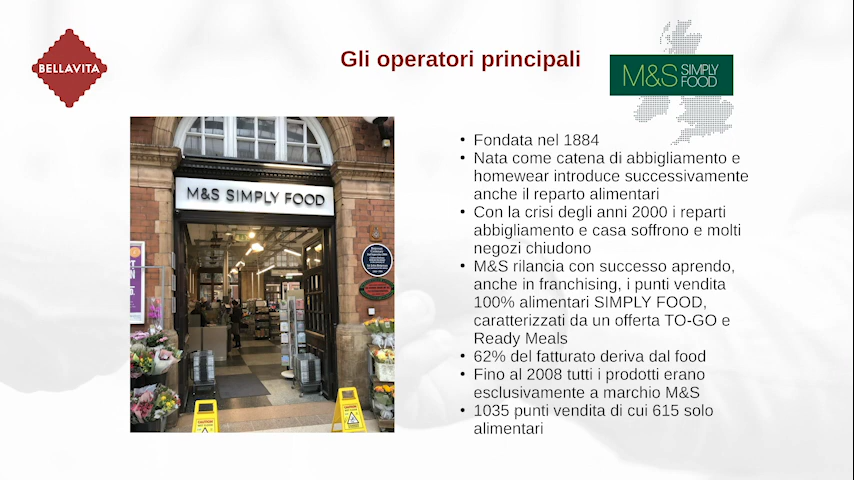 BELLAVITA
Gli operatori principali
M&S SIMPLY
FOOD
M&S SIMPLY FOOD
• Fondata nel 1884
• Nata come catena di abbigliamento e
homewear introduce successivamente
anche il reparto alimentari
• Con la crisi degli anni 2000 i reparti
abbigliamento e casa soffrono e molti
negozi chiudono
• M&S rilancia con successo aprendo,
anche in franchising, i punti vendita
100% alimentari SIMPLY FOOD,
caratterizzati da un offerta TO-GO e
Ready Meals
• 62% del fatturato deriva dal food
• Fino al 2008 tutti i prodotti erano
esclusivamente a marchio M&S
• 1035 punti vendita di cui 615 solo
alimentari